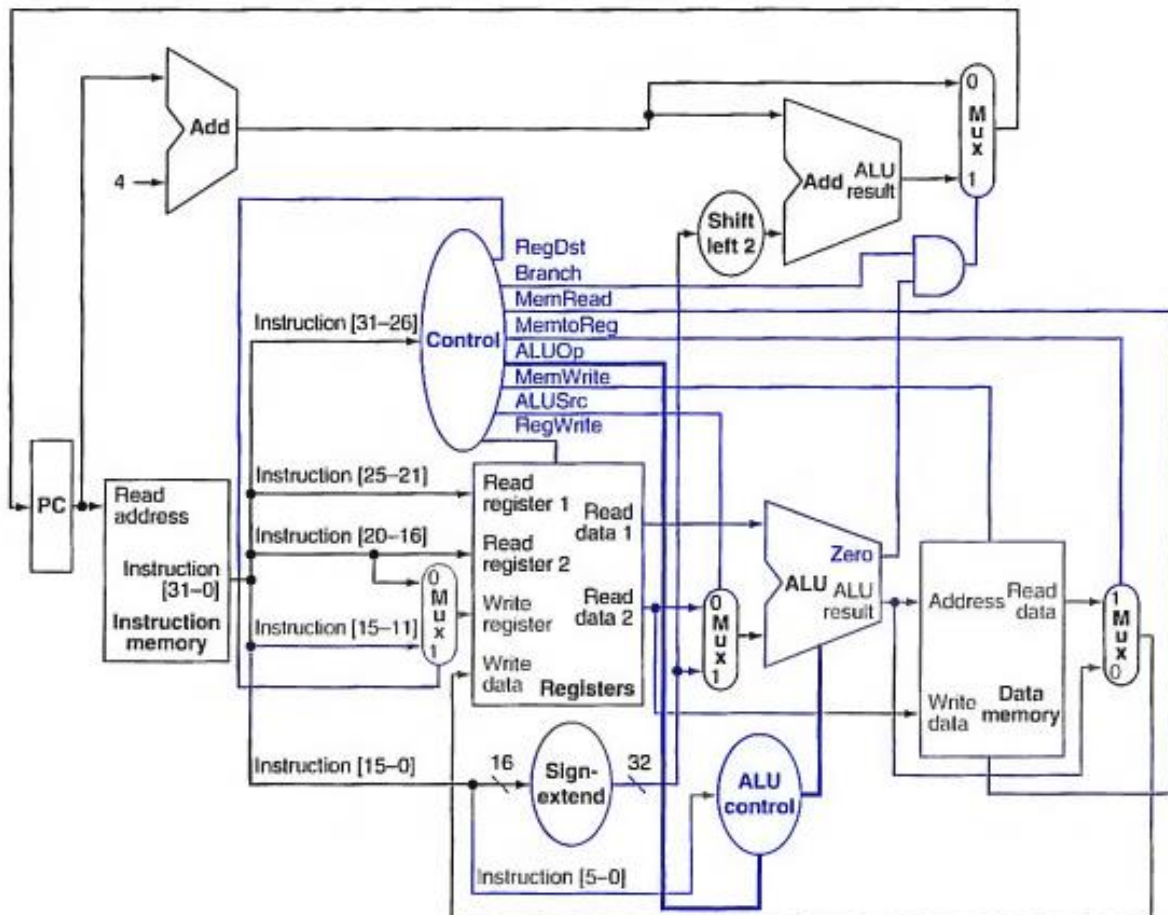 0
M
u
x
1
Add
4
Add
ALU
result
Shift
left 2
RegDst
Branch
MemRead
MemtoReg
ALUOp
MemWrite
ALUSrc
RegWrite
Control
Instruction [31–26]
Instruction [25–21]
Instruction [20–16]
Instruction [15–11]
Instruction [15–0]
Instruction [5–0]
PC
Read
address
Instruction
[31–0]
Instruction
memory
0
M
u
x
1
Read
register 1
Read
register 2
Write
register
Write
data
Read
data 1
Read
data 2
Registers
0
M
u
x
1
Zero
ALU
ALU
result
Address
Read
data
Write
data
Data
memory
1
M
u
x
0
16
Sign-
extend
32
ALU
control